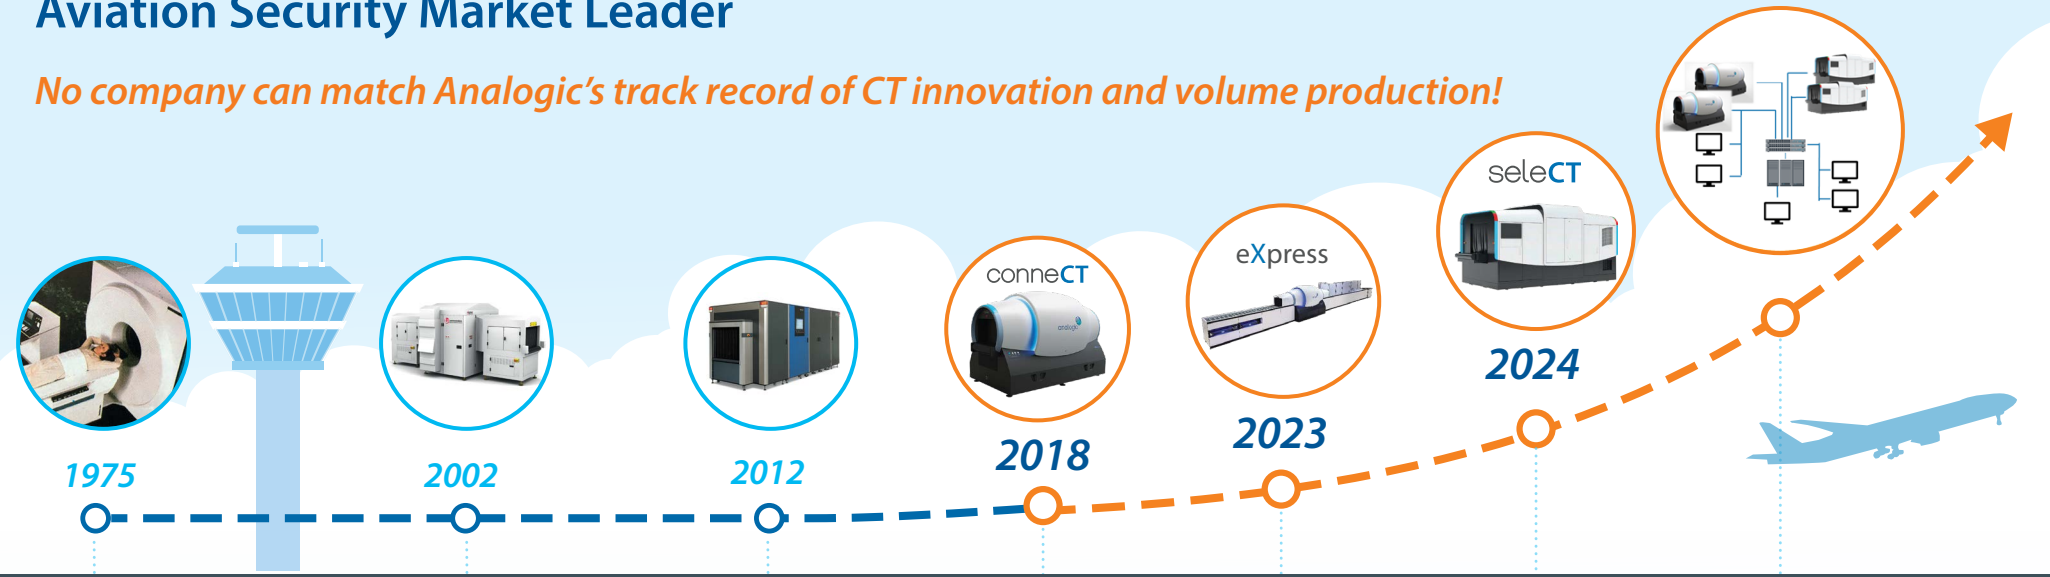 Aviation Security Market Leader
No company can match Analogic's track record of CT innovation and volume production!
seleCT
eXpress
conneCT
analogic
2024
2023
2018
1975
2002
2012